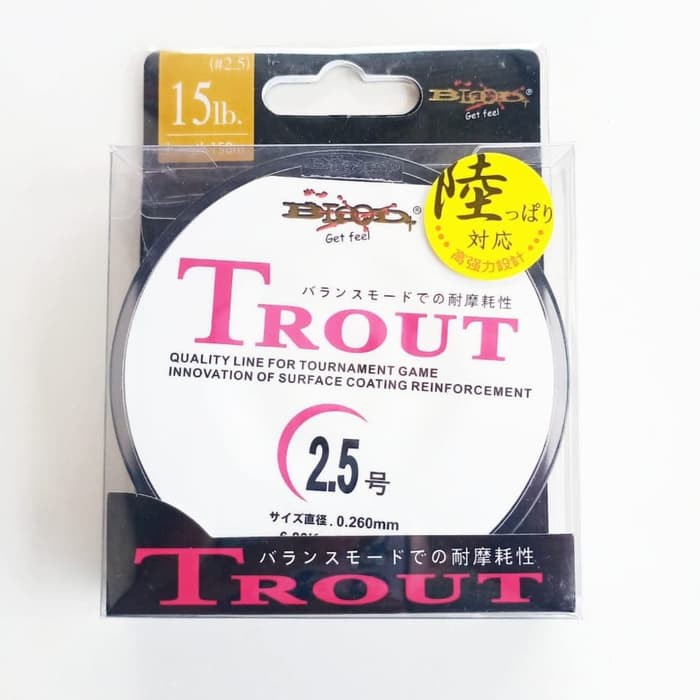 (#2.5)
15lb.
150m
BLOOD®
Get feel
BLOOD®
Get feel
陸っぱり
対応
高强力設計
バランスモードでの耐摩耗性
TROUT
QUALITY LINE FOR TOURNAMENT GAME
INNOVATION OF SURFACE COATING REINFORCEMENT
2.5号
サイズ直径.0.260mm
バランスモードでの耐摩耗性
TROUT